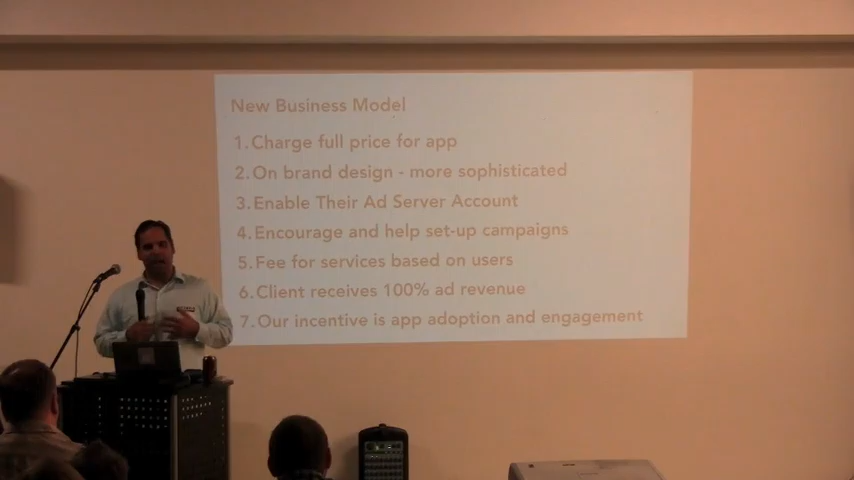 New Business Model
1. Charge full price for app
2. On brand design - more sophisticated
3. Enable Their Ad Server Account
4. Encourage and help set-up campaigns
5. Fee for services based on users
6. Client receives 100% ad revenue
7. Our incentive is app adoption and engagement